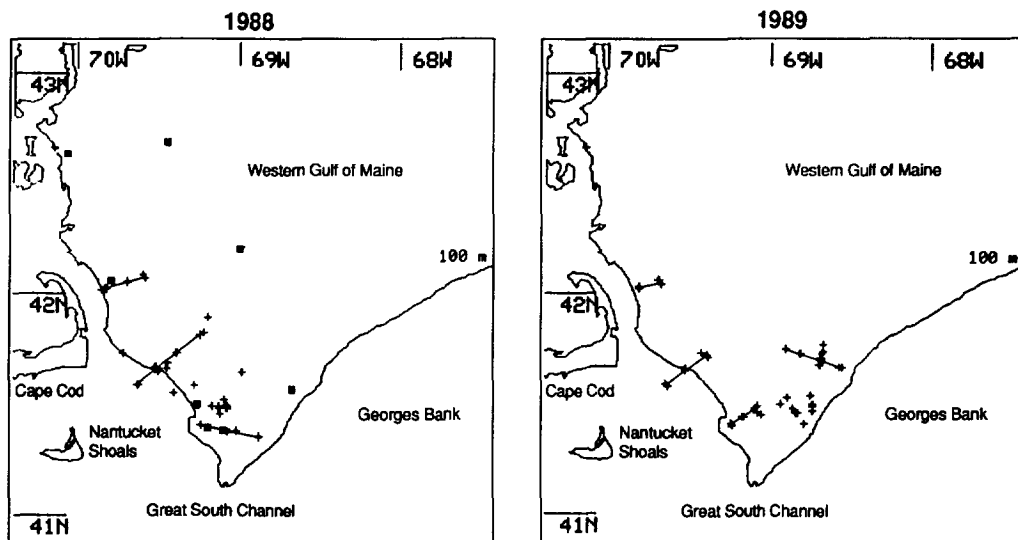 1988
70W
69W
68W
43N
Western Gulf of Maine
100 m
42N
Cape Cod
Georges Bank
Nantucket
Shoals
Great South Channel
41N
1989
70W
69W
68W
43N
Western Gulf of Maine
100 m
42N
Cape Cod
Georges Bank
Nantucket
Shoals
Great South Channel
41N